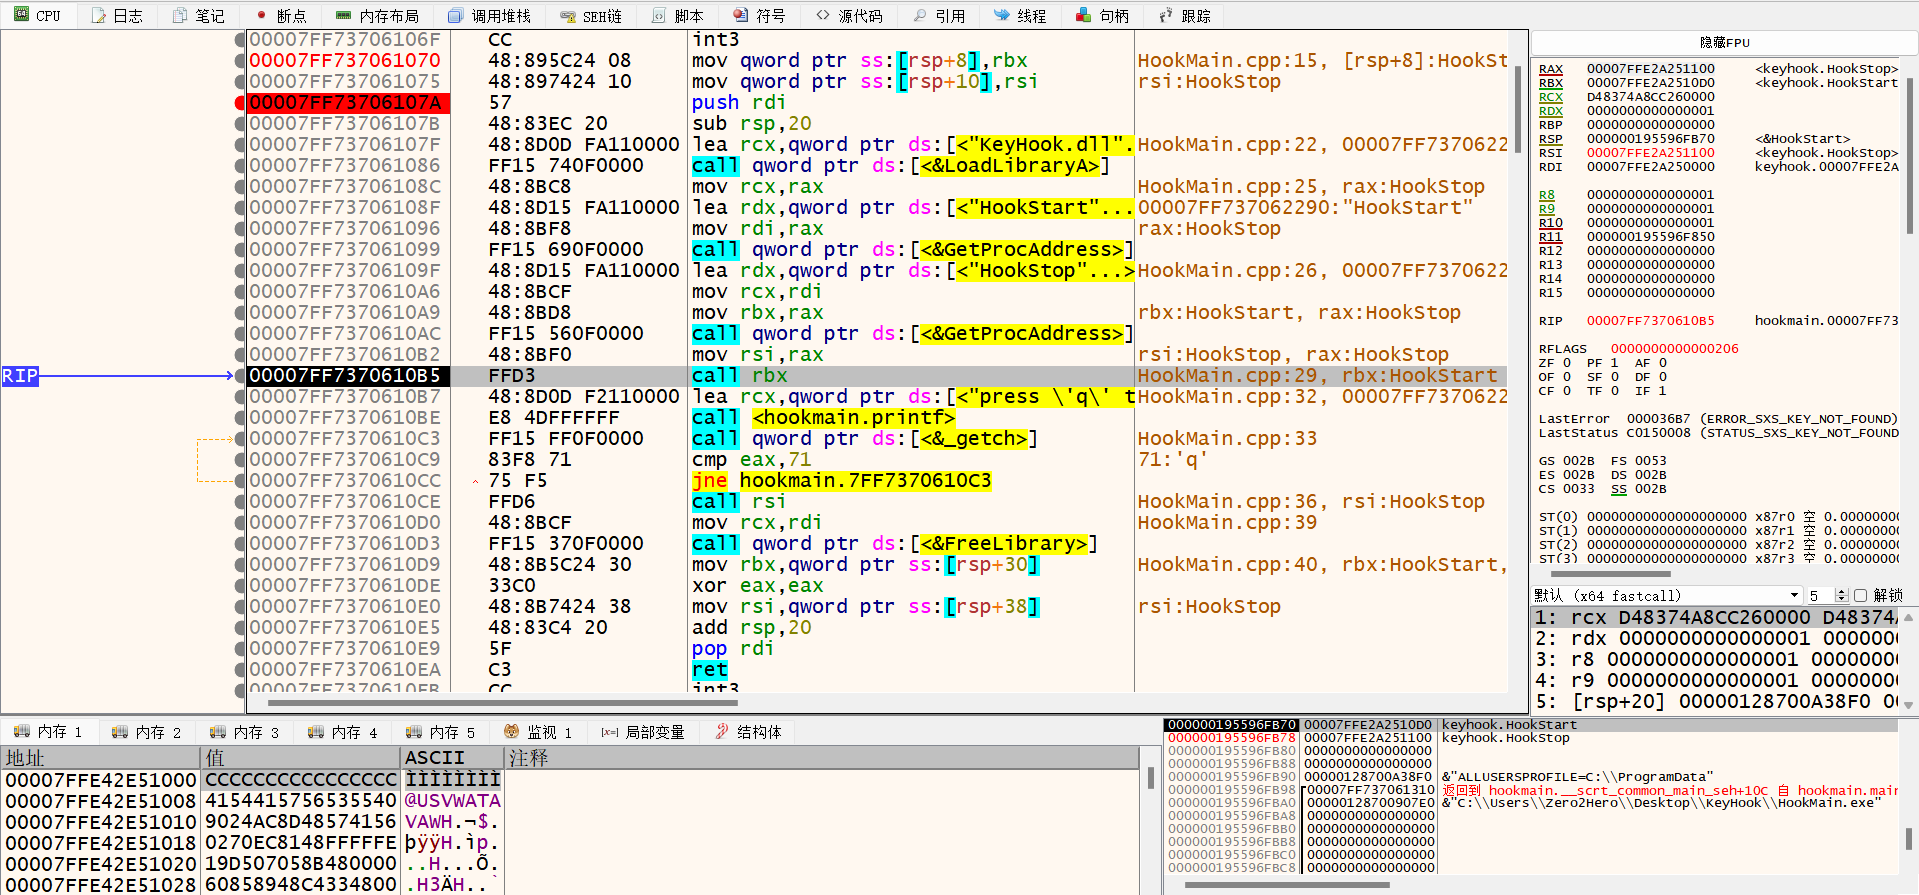 CPU 日志 笔记 断点 内存布局 调用堆栈 SEH链 脚本 符号 源代码 引用 线程 句柄 跟踪
00007FF73706106F CC int3
00007FF737061070 48:895C24 08 mov qword ptr ss:[rsp+8],rbx HookMain.cpp:15, [rsp+8]:HookSt
00007FF737061075 48:897424 10 mov qword ptr ss:[rsp+10],rsi rsi:HookStop
00007FF73706107A 57 push rdi
00007FF73706107B 48:83EC 20 sub rsp,20
00007FF73706107F 48:8D0D FA110000 lea rcx,qword ptr ds:[<"KeyHook.dll". HookMain.cpp:22, 00007FF7370622
00007FF737061086 FF15 740F0000 call qword ptr ds:[<&LoadLibraryA>]
00007FF73706108C 48:8BC8 mov rcx,rax HookMain.cpp:25, rax:HookStop
00007FF73706108F 48:8D15 FA110000 lea rdx,qword ptr ds:[<"HookStart"... 00007FF737062290:"HookStart"
00007FF737061096 48:8BF8 mov rdi,rax rax:HookStop
00007FF737061099 FF15 690F0000 call qword ptr ds:[<&GetProcAddress>]
00007FF73706109F 48:8D15 FA110000 lea rdx,qword ptr ds:[<"HookStop"...> HookMain.cpp:26, 00007FF7370622
00007FF7370610A6 48:8BCF mov rcx,rdi
00007FF7370610A9 48:8BD8 mov rbx,rax rbx:HookStart, rax:HookStop
00007FF7370610AC FF15 560F0000 call qword ptr ds:[<&GetProcAddress>]
00007FF7370610B2 48:8BF0 mov rsi,rax rsi:HookStop, rax:HookStop
RIP 00007FF7370610B5 FFD3 call rbx HookMain.cpp:29, rbx:HookStart
00007FF7370610B7 48:8D0D F2110000 lea rcx,qword ptr ds:[<"press \'q\' t HookMain.cpp:32, 00007FF7370622
00007FF7370610BE E8 4DFFFFFF call <hookmain.printf>
00007FF7370610C3 FF15 FF0F0000 call qword ptr ds:[<&_getch>] HookMain.cpp:33
00007FF7370610C9 83F8 71 cmp eax,71 71:'q'
00007FF7370610CC 75 F5 jne hookmain.7FF7370610C3
00007FF7370610CE FFD6 call rsi HookMain.cpp:36, rsi:HookStop
00007FF7370610D0 48:8BCF mov rcx,rdi HookMain.cpp:39
00007FF7370610D3 FF15 370F0000 call qword ptr ds:[<&FreeLibrary>]
00007FF7370610D9 48:8B5C24 30 mov rbx,qword ptr ss:[rsp+30] HookMain.cpp:40, rbx:HookStart,
00007FF7370610DE 33C0 xor eax,eax
00007FF7370610E0 48:8B7424 38 mov rsi,qword ptr ss:[rsp+38] rsi:HookStop
00007FF7370610E5 48:83C4 20 add rsp,20
00007FF7370610E9 5F pop rdi
00007FF7370610EA C3 ret
00007FF7370610EB CC int3
隐藏FPU
RAX 00007FFE2A251100 <keyhook.HookStop>
RBX 00007FFE2A2510D0 <keyhook.HookStart
RCX D48374A8CC260000
RDX 0000000000000001
RBP 0000000000000000
RSP 000000195596FB70 <&HookStart>
RSI 00007FFE2A251100 <keyhook.HookStop>
RDI 00007FFE2A250000 keyhook.00007FFE2A
R8 0000000000000001
R9 0000000000000001
R10 0000000000000001
R11 000000195596F850
R12 0000000000000000
R13 0000000000000000
R14 0000000000000000
R15 0000000000000000
RIP 00007FF7370610B5 hookmain.00007FF73
RFLAGS 0000000000000206
ZF 0 PF 1 AF 0
OF 0 SF 0 DF 0
CF 0 TF 0 IF 1
LastError 000036B7 (ERROR_SXS_KEY_NOT_FOUND)
LastStatus C0150008 (STATUS_SXS_KEY_NOT_FOUND
GS 002B FS 0053
ES 002B DS 002B
CS 0033 SS 002B
ST(0) 00000000000000000000 x87r0 空 0.00000000
ST(1) 00000000000000000000 x87r1 空 0.00000000
ST(2) 00000000000000000000 x87r2 空 0.00000000
ST(3) 00000000000000000000 x87r3 空 0.00000000
默认 (x64 fastcall) 5 解锁
1: rcx D48374A8CC260000 D48374A
2: rdx 0000000000000001 0000000
3: r8 0000000000000001 00000000
4: r9 0000000000000001 00000000
5: [rsp+20] 00000128700A38F0 00
内存 1 内存 2 内存 3 内存 4 内存 5 监视 1 局部变量 结构体
地址 值 ASCII 注释
00007FFE42E51000 CCCCCCCCCCCCCCCC ÌÌÌÌÌÌÌÌ
00007FFE42E51008 4154415756535540 @USVWATA
00007FFE42E51010 9024AC8D48574156 VAWH.¬$.
00007FFE42E51018 0270EC8148FFFFFE þÿÿH.ìp.
00007FFE42E51020 19D507058B480000 ..H...Õ.
00007FFE42E51028 60858948C4334800 .H3ÄH..`
000000195596FB70 00007FFE2A2510D0 keyhook.HookStart
000000195596FB78 00007FFE2A251100 keyhook.HookStop
000000195596FB80 0000000000000000
000000195596FB88 0000000000000000
000000195596FB90 00000128700A38F0 &"ALLUSERSPROFILE=C:\\ProgramData"
000000195596FB98 00007FF737061310 返回到 hookmain.__scrt_common_main_seh+10C 自 hookmain.main
000000195596FBA0 00000128700907E0 &"C:\\Users\\Zero2Hero\\Desktop\\KeyHook\\HookMain.exe"
000000195596FBA8 0000000000000000
000000195596FBB0 0000000000000000
000000195596FBB8 0000000000000000
000000195596FBC0 0000000000000000
000000195596FBC8 0000000000000000